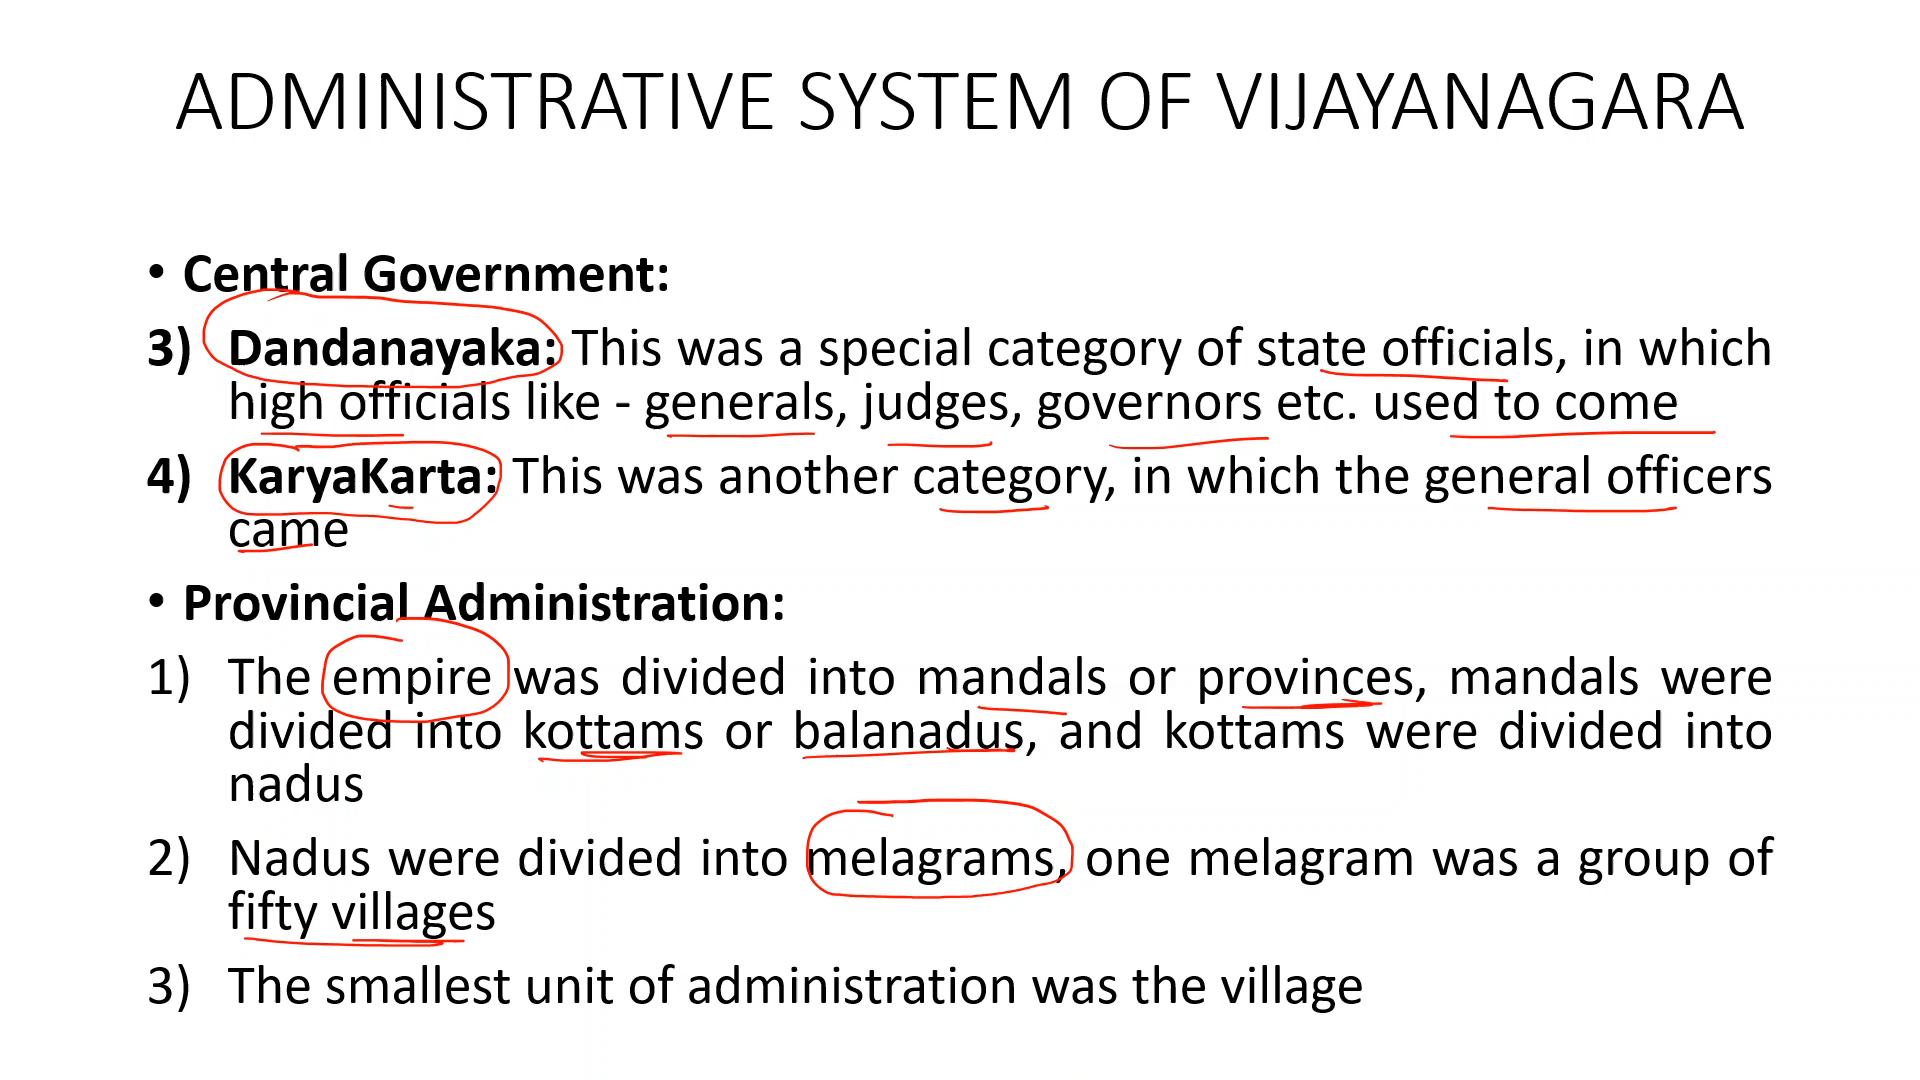 ADMINISTRATIVE SYSTEM OF VIJAYANAGARA
• Central Government:
3) Dandanayaka: This was a special category of state officials, in which
high officials like - generals, judges, governors etc. used to come
4) KaryaKarta: This was another category, in which the general officers
came
• Provincial Administration:
1) The empire was divided into mandals or provinces, mandals were
divided into kottams or balanadus, and kottams were divided into
nadus
2) Nadus were divided into melagrams, one melagram was a group of
fifty villages
3) The smallest unit of administration was the village